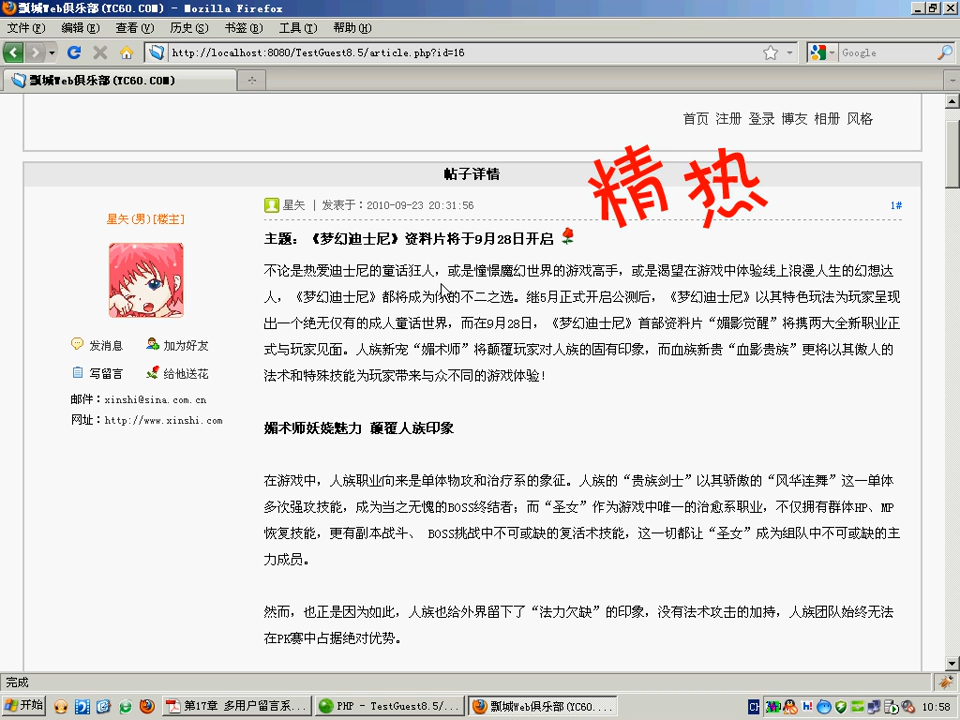 瓢城Web俱乐部(YC60.COM) - Mozilla Firefox
文件(F) 编辑(E) 查看(V) 历史(S) 书签(B) 工具(T) 帮助(H)
http://localhost:8080/TestGuest8.5/article.php?id=16
Google
瓢城Web俱乐部(YC60.COM)
首页 注册 登录 博友 相册 风格
帖子详情
精 热
星矢(男)[楼主]
星矢 | 发表于：2010-09-23 20:31:56
1#
主题：《梦幻迪士尼》资料片将于9月28日开启
不论是热爱迪士尼的童话狂人，或是憧憬魔幻世界的游戏高手，或是渴望在游戏中体验线上浪漫人生的幻想达
人，《梦幻迪士尼》都将成为你的不二之选。继5月正式开启公测后，《梦幻迪士尼》以其特色玩法为玩家呈现
出一个绝无仅有的成人童话世界，而在9月28日，《梦幻迪士尼》首部资料片“媚影觉醒”将携两大全新职业正
式与玩家见面。人族新宠“媚术师”将颠覆玩家对人族的固有印象，而血族新贵“血影贵族”更将以其傲人的
法术和特殊技能为玩家带来与众不同的游戏体验！
发消息 加为好友
写留言 给他送花
邮件：xinshi@sina.com.cn
网址：http://www.xinshi.com
媚术师妖娆魅力 颠覆人族印象
在游戏中，人族职业向来是单体物攻和治疗系的象征。人族的“贵族剑士”以其骄傲的“风华连舞”这一单体
多次强攻技能，成为当之无愧的BOSS终结者；而“圣女”作为游戏中唯一的治愈系职业，不仅拥有群体HP、MP
恢复技能，更有副本战斗、 BOSS挑战中不可或缺的复活术技能，这一切都让“圣女”成为组队中不可或缺的主
力成员。
然而，也正是因为如此，人族也给外界留下了“法力欠缺”的印象，没有法术攻击的加持，人族团队始终无法
在PK赛中占据绝对优势。
完成
开始
第17章 多用户留言系...
PHP - TestGuest8.5/...
瓢城Web俱乐部(YC60....
CH
10:58